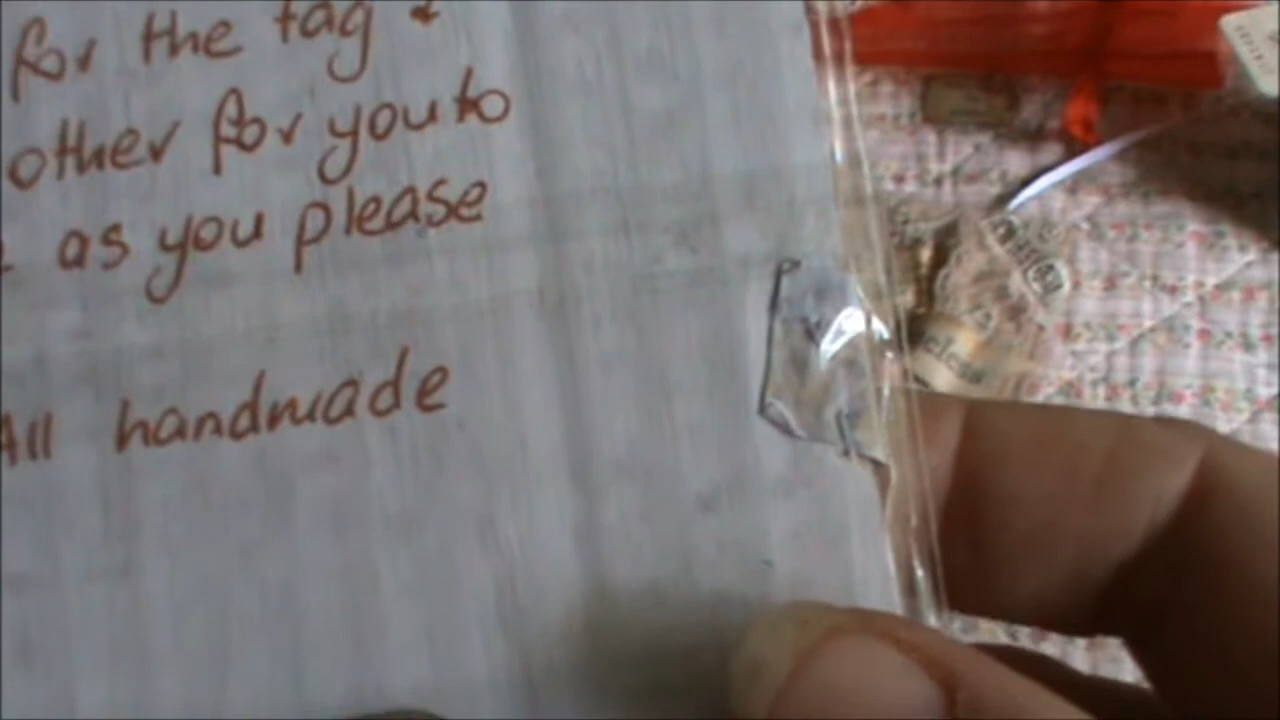 for the tag &
other for you to
as you please
All handmade